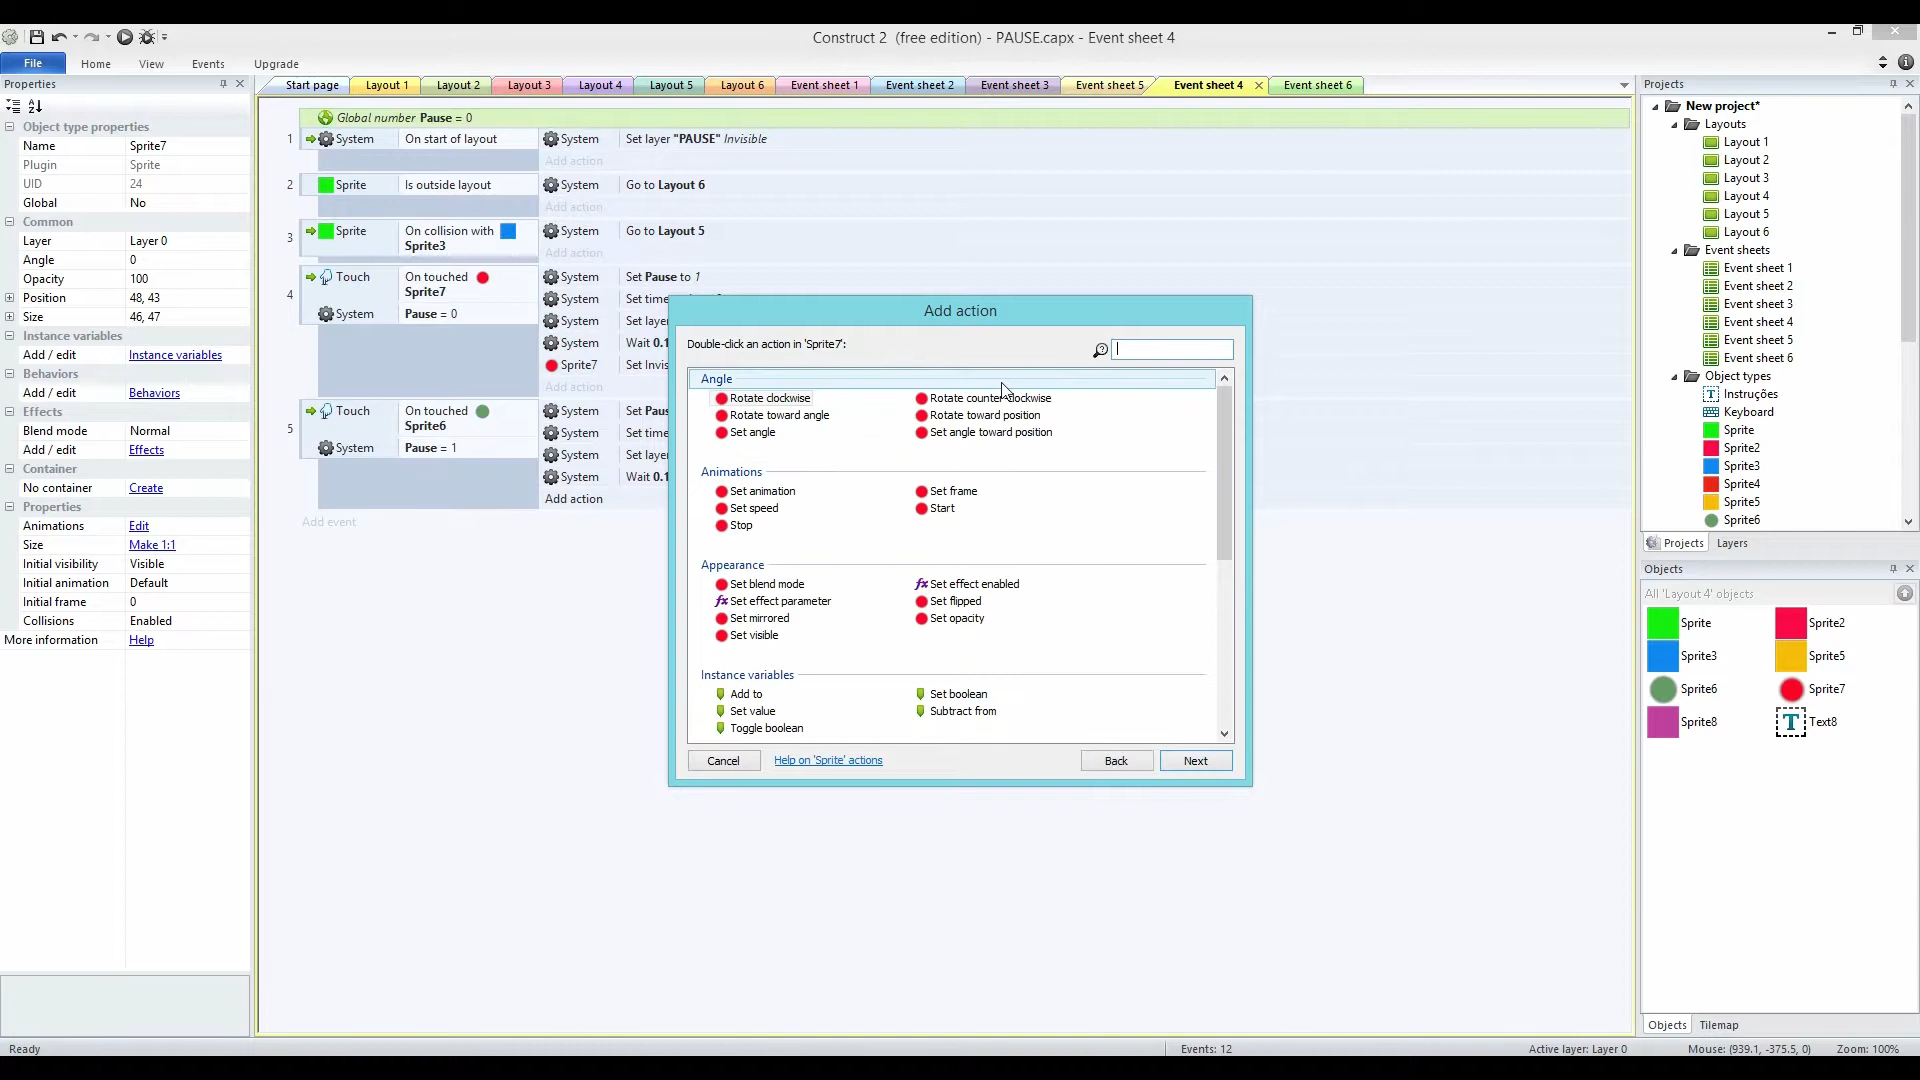 Construct 2 (free edition) - PAUSE.capx - Event sheet 4
File Home View Events Upgrade
Properties
Start page Layout 1 Layout 2 Layout 3 Layout 4 Layout 5 Layout 6 Event sheet 1 Event sheet 2 Event sheet 3 Event sheet 5 Event sheet 4 Event sheet 6
Object type properties
Name Sprite7
Plugin Sprite
UID 24
Global No
Common
Layer Layer 0
Angle 0
Opacity 100
Position 48, 43
Size 46, 47
Instance variables
Add / edit Instance variables
Behaviors
Add / edit Behaviors
Effects
Blend mode Normal
Add / edit Effects
Container
No container Create
Properties
Animations Edit
Size Make 1:1
Initial visibility Visible
Initial animation Default
Initial frame 0
Collisions Enabled
More information Help
Global number Pause = 0
1 System On start of layout System Set layer "PAUSE" Invisible
Add action
2 Sprite Is outside layout System Go to Layout 6
Add action
3 Sprite On collision with Sprite3 System Go to Layout 5
Add action
4 Touch On touched Sprite7 System Set Pause to 1
System Set time
System Pause = 0 System Set layer
System Wait 0.1
Sprite7 Set Invis
Add action
5 Touch On touched Sprite6 System Set Paus
System Set time
System Pause = 1 System Set layer
System Wait 0.1
Add action
Add event
Add action
Double-click an action in 'Sprite7':
Angle
Rotate clockwise Rotate counter-clockwise
Rotate toward angle Rotate toward position
Set angle Set angle toward position
Animations
Set animation Set frame
Set speed Start
Stop
Appearance
Set blend mode fx Set effect enabled
fx Set effect parameter Set flipped
Set mirrored Set opacity
Set visible
Instance variables
Add to Set boolean
Set value Subtract from
Toggle boolean
Cancel Help on 'Sprite' actions Back Next
Projects
New project*
Layouts
Layout 1
Layout 2
Layout 3
Layout 4
Layout 5
Layout 6
Event sheets
Event sheet 1
Event sheet 2
Event sheet 3
Event sheet 4
Event sheet 5
Event sheet 6
Object types
Instruções
Keyboard
Sprite
Sprite2
Sprite3
Sprite4
Sprite5
Sprite6
Projects Layers
Objects
All 'Layout 4' objects
Sprite Sprite2
Sprite3 Sprite5
Sprite6 Sprite7
Sprite8 T Text8
Objects Tilemap
Ready Events: 12 Active layer: Layer 0 Mouse: (939.1, -375.5, 0) Zoom: 100%